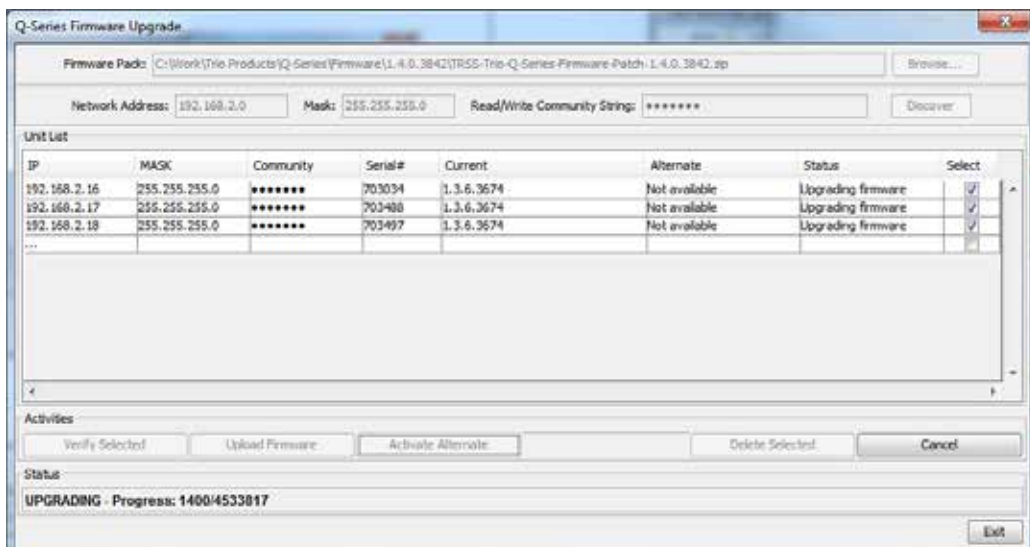 Q-Series Firmware Upgrade
Firmware Pack: C:\Work\Trio Products\Q-Series\Firmware\1.4.0.3842\TRSS-Trio-Q-Series-Firmware-Patch-1.4.0.3842.zip Browse...
Network Address: 192.168.2.0 Mask: 255.255.255.0 Read/Write Community String: ••••••• Discover
Unit List
IP MASK Community Serial# Current Alternate Status Select
192.168.2.16 255.255.255.0 ••••••• 703034 1.3.6.3674 Not available Upgrading firmware
192.168.2.17 255.255.255.0 ••••••• 703488 1.3.6.3674 Not available Upgrading firmware
192.168.2.18 255.255.255.0 ••••••• 703497 1.3.6.3674 Not available Upgrading firmware
...
Activities
Verify Selected Upload Firmware Activate Alternate Delete Selected Cancel
Status
UPGRADING - Progress: 1400/4533817
Exit